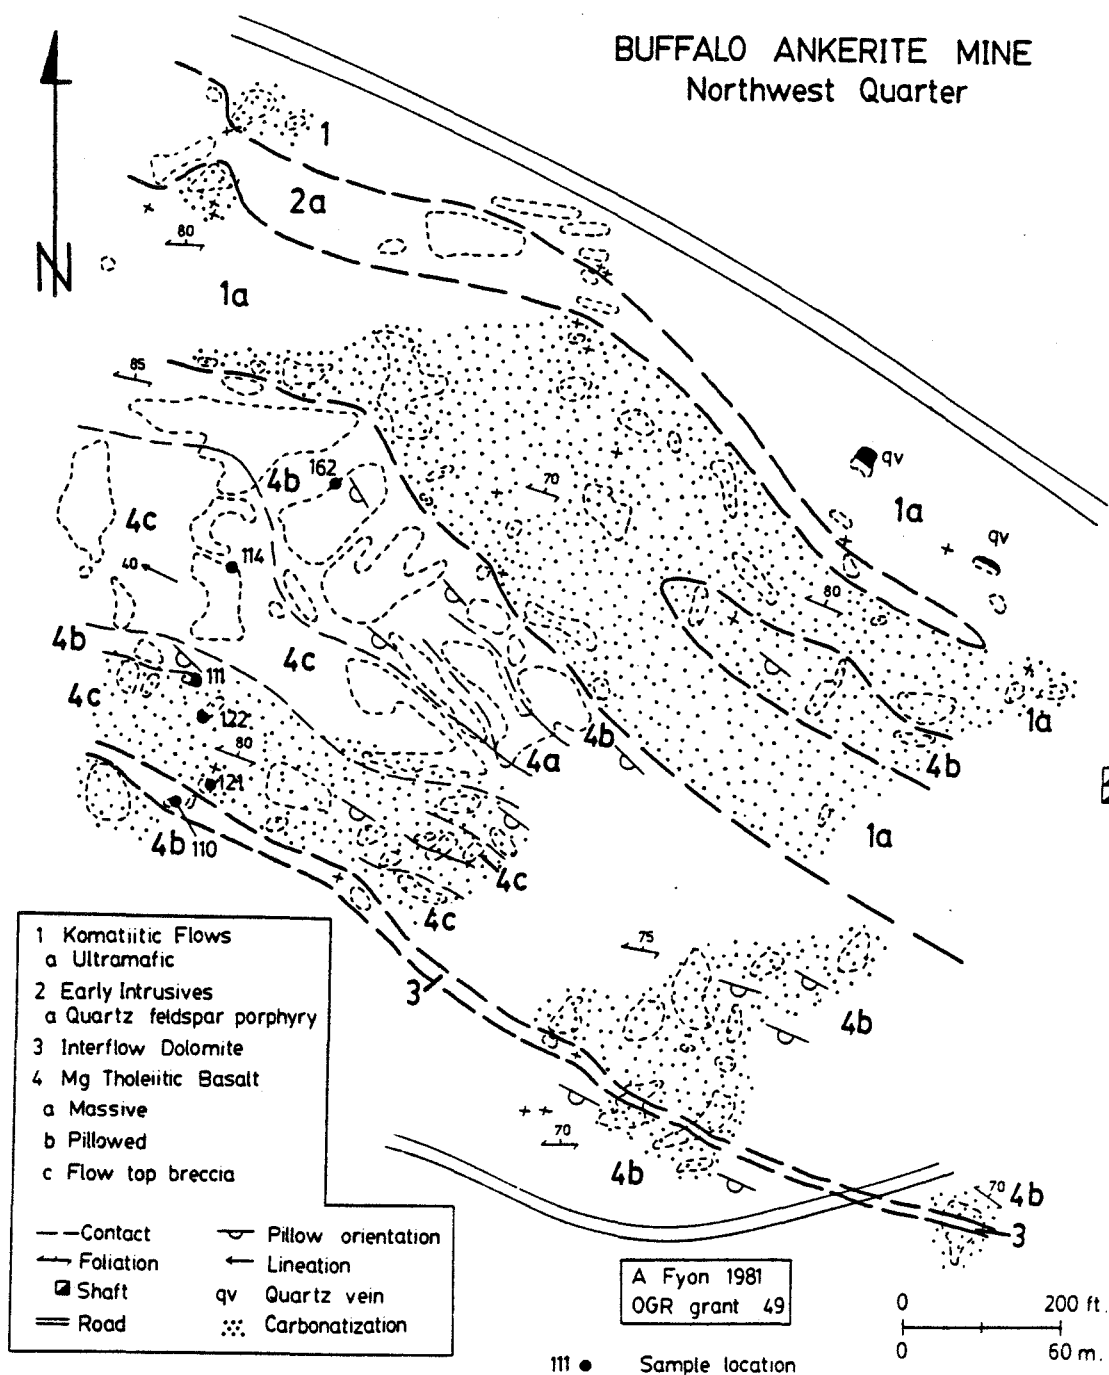 BUFFALO ANKERITE MINE
Northwest Quarter
N
1
2a
80
1a
85
162
4b
70
qv
1a
qv
4c
114
40
80
4b
4c
111
4c
122
1a
4a
4b
4b
80
121
1a
4b
110
4c
4c
75
3
4b
70
4b
70
4b
3
1 Komatiitic Flows
a Ultramafic
2 Early Intrusives
a Quartz feldspar porphyry
3 Interflow Dolomite
4 Mg Tholeiitic Basalt
a Massive
b Pillowed
c Flow top breccia
Contact
Pillow orientation
Foliation
Lineation
Shaft
qv Quartz vein
Road
Carbonatization
A Fyon 1981
OGR grant 49
0 200 ft.
0 60 m.
111 Sample location